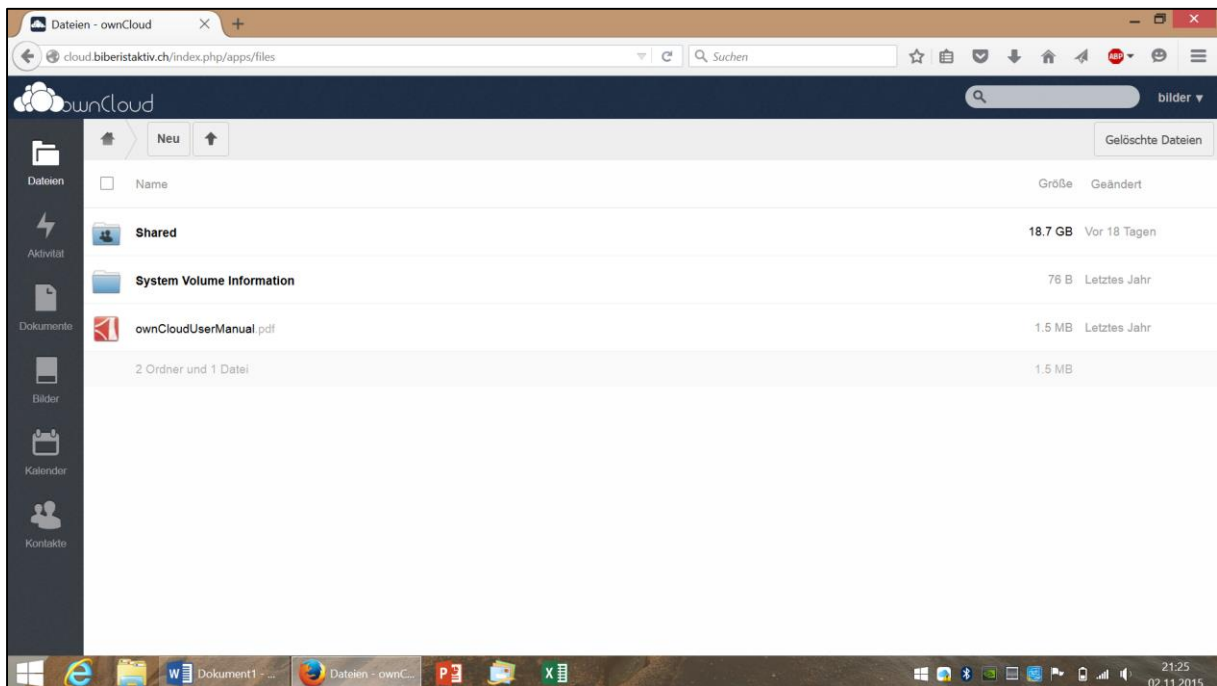 Dateien - ownCloud
cloud.biberistaktiv.ch/index.php/apps/files
Suchen
ABP
ownCloud
bilder
Neu
Gelöschte Dateien
Dateien
Name
Größe
Geändert
Shared
18.7 GB
Vor 18 Tagen
Aktivität
System Volume Information
76 B
Letztes Jahr
Dokumente
ownCloudUserManual.pdf
1.5 MB
Letztes Jahr
2 Ordner und 1 Datei
1.5 MB
Bilder
Kalender
Kontakte
Dokument1 - ...
Dateien - ownC...
21:25
02.11.2015